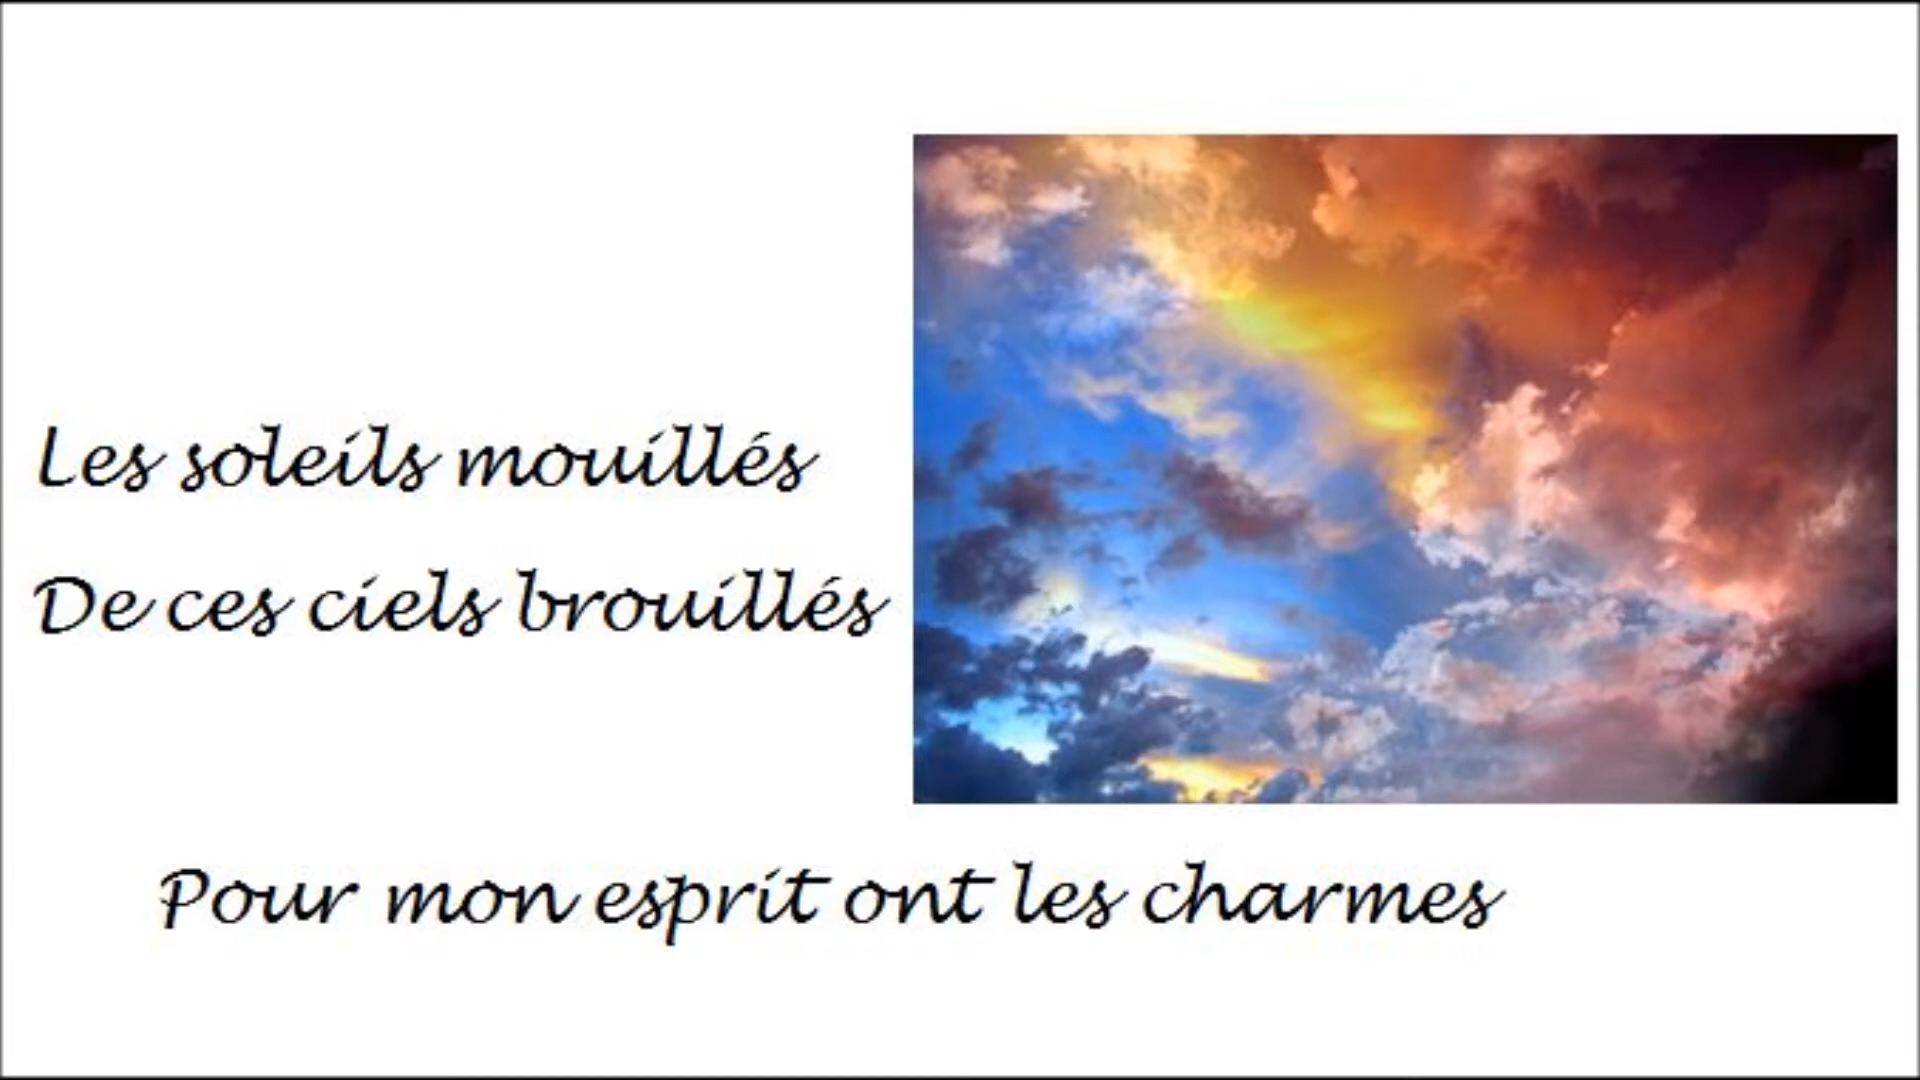 Les soleils mouillés
De ces ciels brouillés
Pour mon esprit ont les charmes